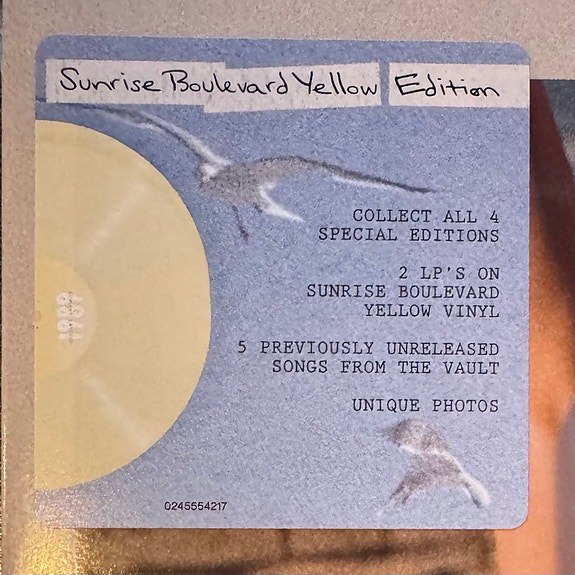 Sunrise Boulevard Yellow Edition
COLLECT ALL 4
SPECIAL EDITIONS
2 LP'S ON
SUNRISE BOULEVARD
YELLOW VINYL
5 PREVIOUSLY UNRELEASED
SONGS FROM THE VAULT
UNIQUE PHOTOS
0245554217